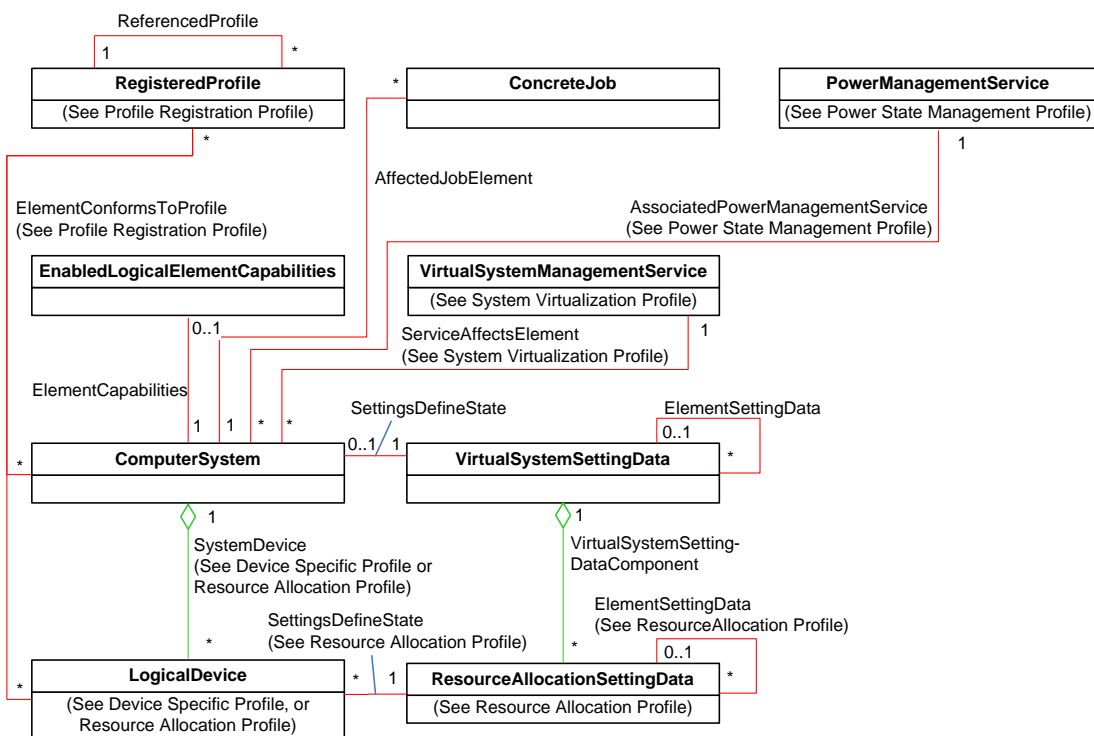 ReferencedProfile
1
*
RegisteredProfile
(See Profile Registration Profile)
*
ConcreteJob
*
PowerManagementService
(See Power State Management Profile)
1
AffectedJobElement
ElementConformsToProfile
(See Profile Registration Profile)
AssociatedPowerManagementService
(See Power State Management Profile)
EnabledLogicalElementCapabilities
0..1
VirtualSystemManagementService
(See System Virtualization Profile)
1
ServiceAffectsElement
(See System Virtualization Profile)
ElementCapabilities
1
1
*
*
SettingsDefineState
0..1
1
ElementSettingData
0..1
*
*
ComputerSystem
VirtualSystemSettingData
1
1
SystemDevice
(See Device Specific Profile or
Resource Allocation Profile)
*
VirtualSystemSetting-
DataComponent
*
SettingsDefineState
(See Resource Allocation Profile)
*
1
ElementSettingData
(See ResourceAllocation Profile)
0..1
*
*
LogicalDevice
(See Device Specific Profile, or
Resource Allocation Profile)
ResourceAllocationSettingData
(See Resource Allocation Profile)